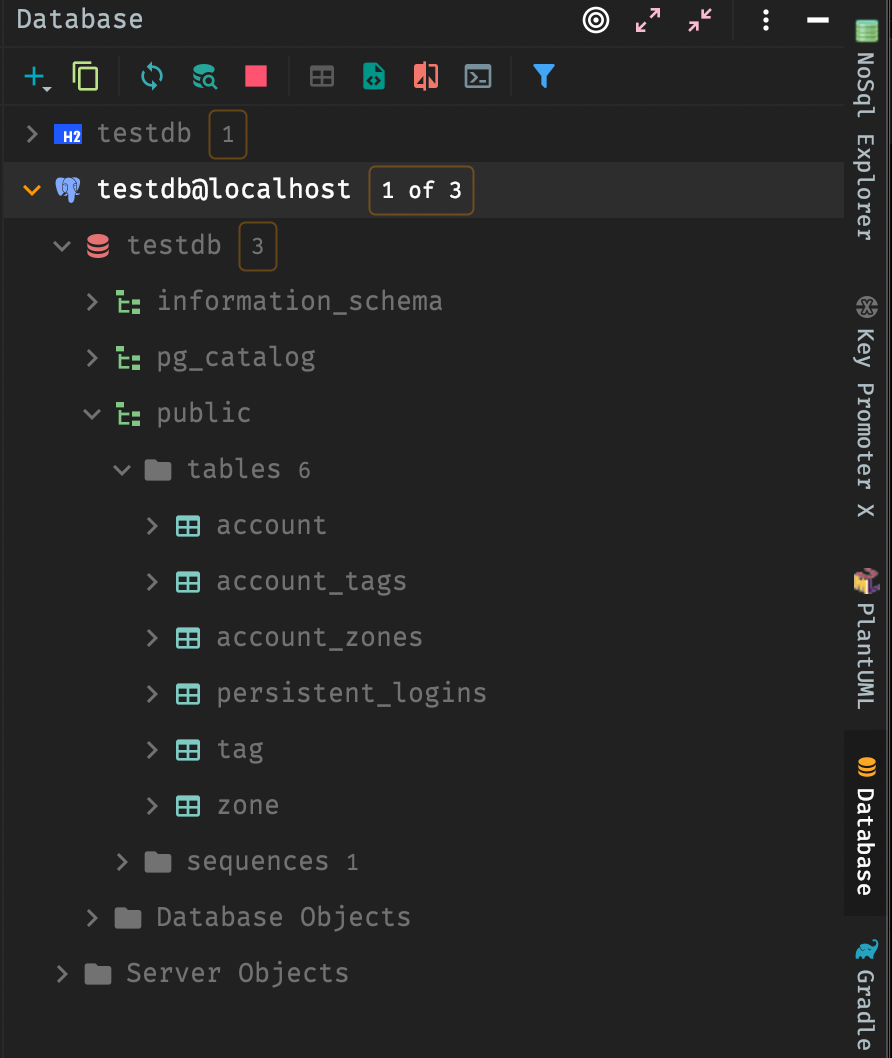 Database
H2 testdb 1
testdb@localhost 1 of 3
testdb 3
information_schema
pg_catalog
public
tables 6
account
account_tags
account_zones
persistent_logins
tag
zone
sequences 1
Database Objects
Server Objects
NoSql Explorer
Key Promoter X
PlantUML
Database
Gradle